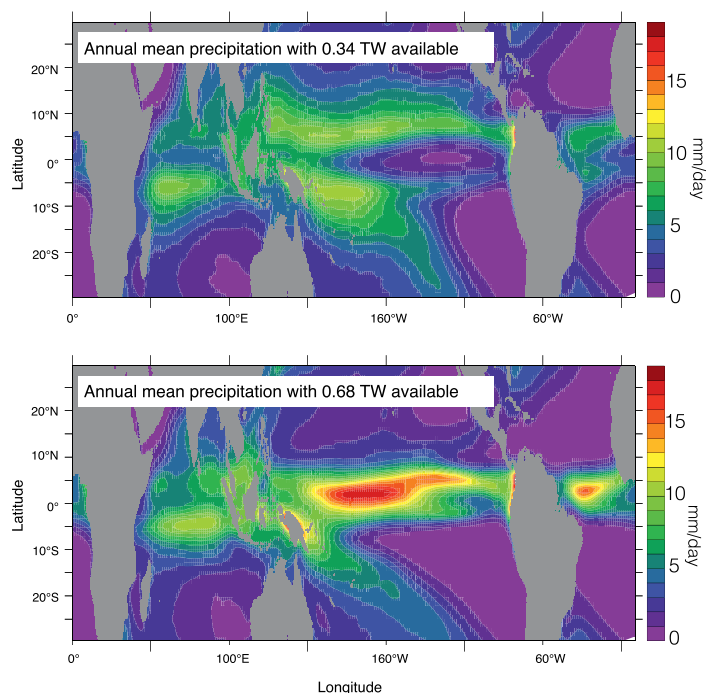 Annual mean precipitation with 0.34 TW available
20°N
10°N
0°
10°S
20°S
Latitude
0°
100°E
160°W
60°W
15
10
5
0
mm/day
Annual mean precipitation with 0.68 TW available
20°N
10°N
0°
10°S
20°S
Latitude
0°
100°E
160°W
60°W
Longitude
15
10
5
0
mm/day